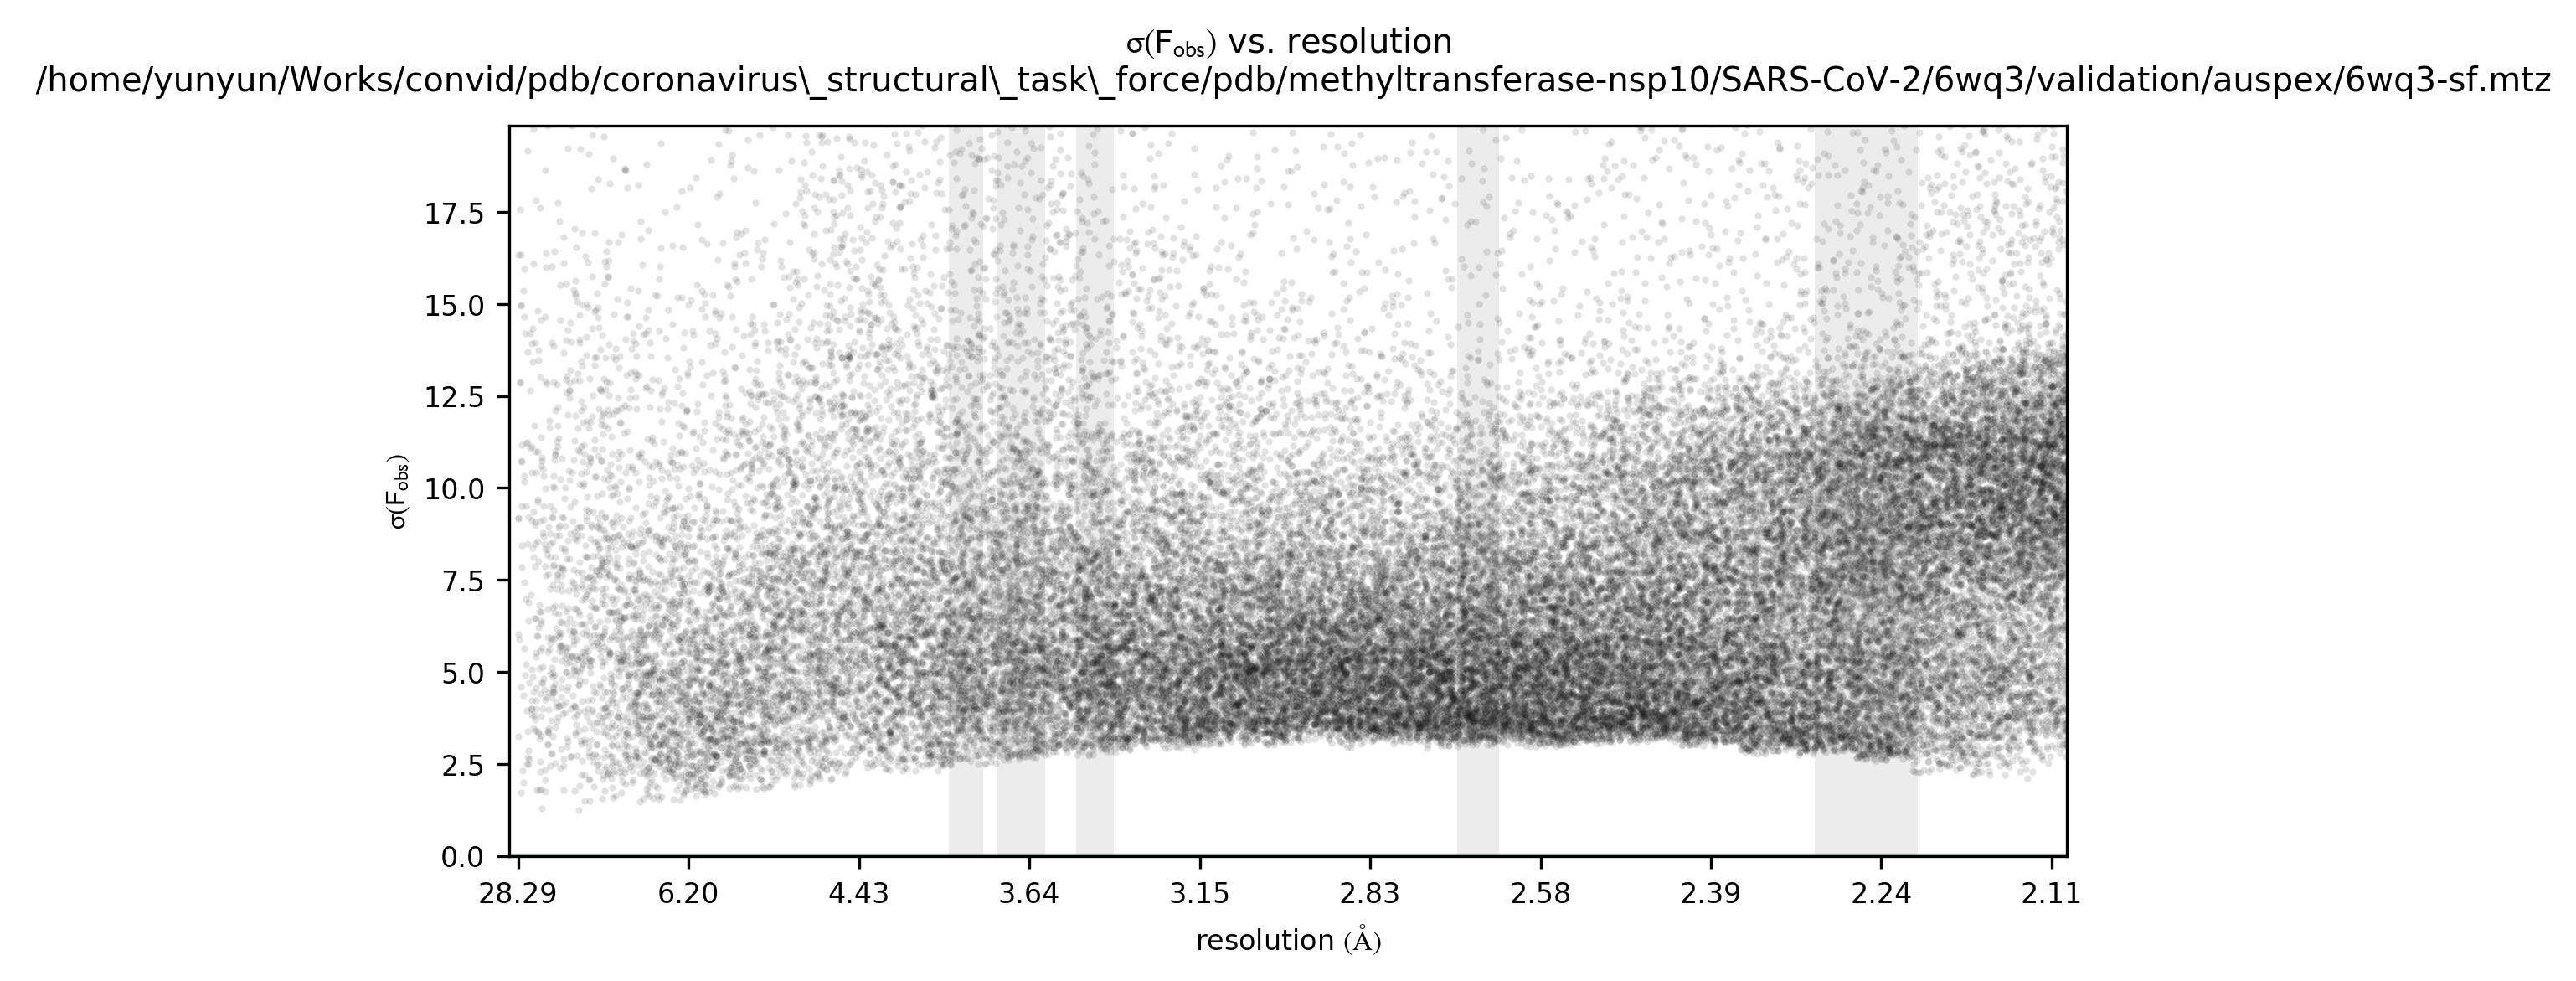 σ(Fobs) vs. resolution
/home/yunyun/Works/convid/pdb/coronavirus\_structural\_task\_force/pdb/methyltransferase-nsp10/SARS-CoV-2/6wq3/validation/auspex/6wq3-sf.mtz
17.5
15.0
12.5
10.0
7.5
5.0
2.5
0.0
σ(Fobs)
28.29 6.20 4.43 3.64 3.15 2.83 2.58 2.39 2.24 2.11
resolution (Å)